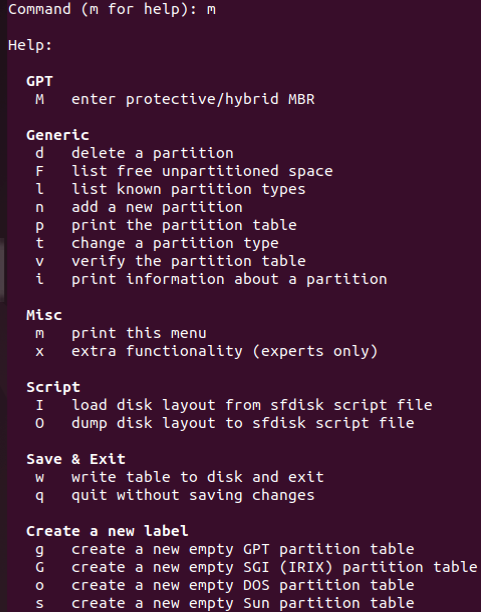 Command (m for help): m
Help:
GPT
M enter protective/hybrid MBR
Generic
d delete a partition
F list free unpartitioned space
l list known partition types
n add a new partition
p print the partition table
t change a partition type
v verify the partition table
i print information about a partition
Misc
m print this menu
x extra functionality (experts only)
Script
I load disk layout from sfdisk script file
O dump disk layout to sfdisk script file
Save & Exit
w write table to disk and exit
q quit without saving changes
Create a new label
g create a new empty GPT partition table
G create a new empty SGI (IRIX) partition table
o create a new empty DOS partition table
s create a new empty Sun partition table